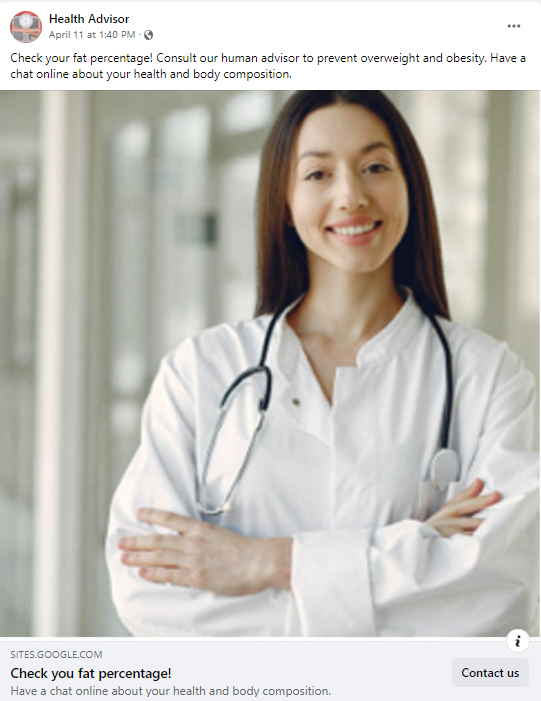 Health Advisor
April 11 at 1:40 PM ·
Check your fat percentage! Consult our human advisor to prevent overweight and obesity. Have a
chat online about your health and body composition.
SITES.GOOGLE.COM
Check you fat percentage!
Contact us
Have a chat online about your health and body composition.